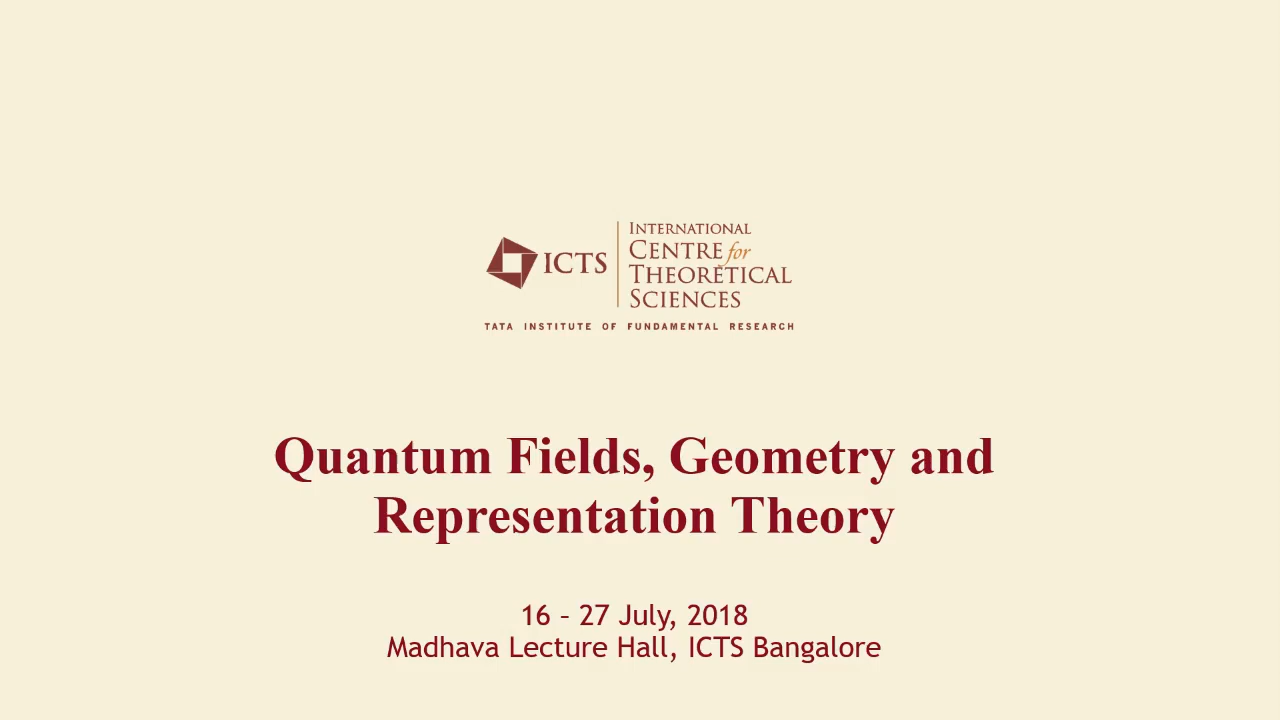 ICTS
INTERNATIONAL
CENTRE for
THEORETICAL
SCIENCES
TATA INSTITUTE OF FUNDAMENTAL RESEARCH
Quantum Fields, Geometry and
Representation Theory
16 – 27 July, 2018
Madhava Lecture Hall, ICTS Bangalore